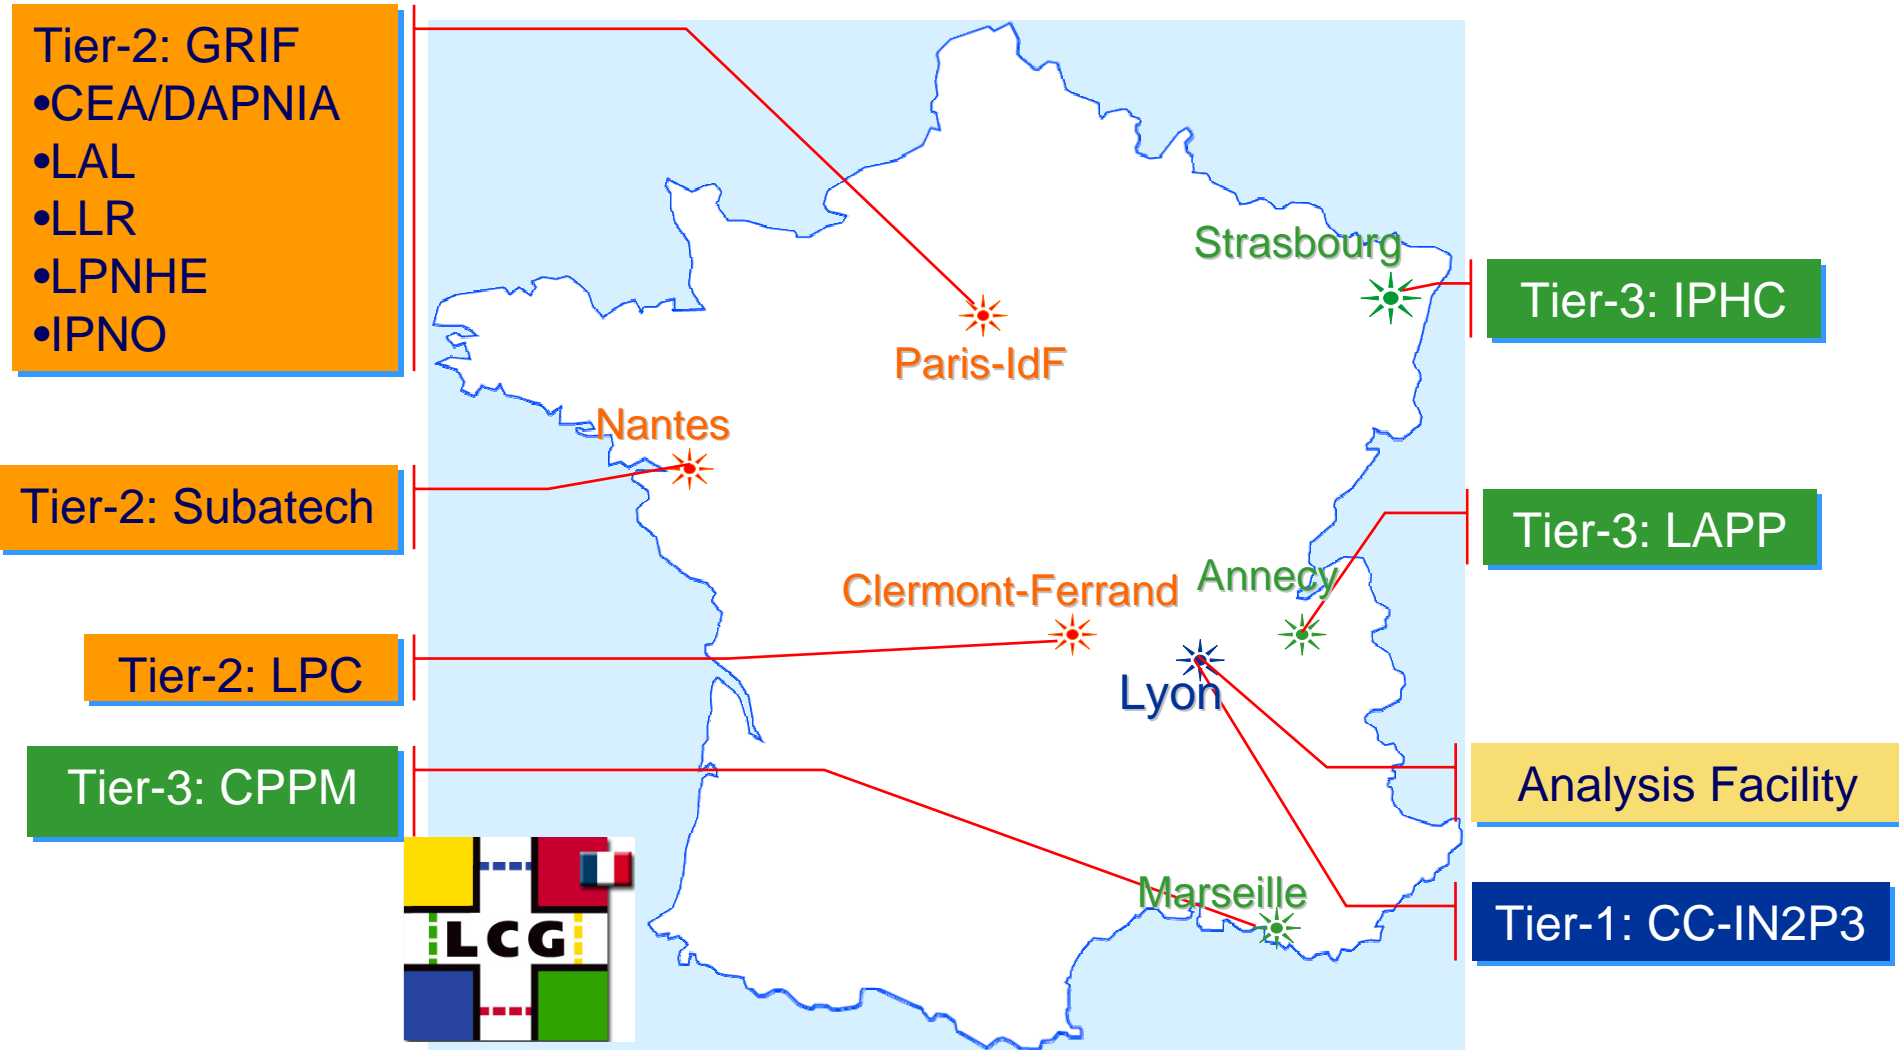 Tier-2: GRIF
•CEA/DAPNIA
•LAL
•LLR
•LPNHE
•IPNO
Strasbourg
Tier-3: IPHC
Paris-IdF
Nantes
Tier-2: Subatech
Tier-3: LAPP
Annecy
Clermont-Ferrand
Tier-2: LPC
Lyon
Tier-3: CPPM
Analysis Facility
Marseille
Tier-1: CC-IN2P3
LCG